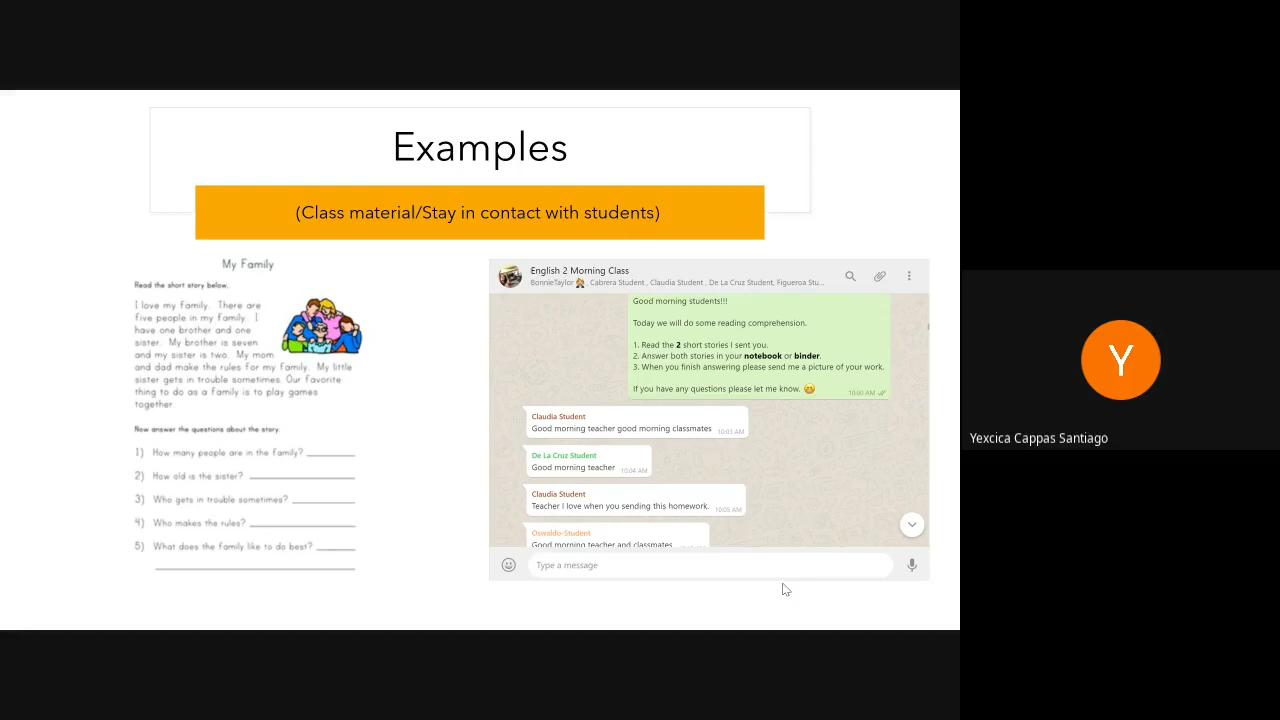 Examples
(Class material/Stay in contact with students)
My Family
Read the short story below.
I love my family. There are
five people in my family. I
have one brother and one
sister. My brother is seven
and my sister is two. My mom
and dad make the rules for my family. My little
sister gets in trouble sometimes. Our favorite
thing to do as a family is to play games
together.
Now answer the questions about the story.
1) How many people are in the family?
2) How old is the sister?
3) Who gets in trouble sometimes?
4) Who makes the rules?
5) What does the family like to do best?
English 2 Morning Class
BonnieTaylor 👩‍🏫, Cabrera Student, Claudia Student, De La Cruz Student, Figueroa Stu...
Good morning students!!!
Today we will do some reading comprehension.
1. Read the 2 short stories I sent you.
2. Answer both stories in your notebook or binder.
3. When you finish answering please send me a picture of your work.
If you have any questions please let me know. 😁
10:00 AM
Claudia Student
Good morning teacher good morning classmates 10:03 AM
De La Cruz Student
Good morning teacher 10:04 AM
Claudia Student
Teacher I love when you sending this homework. 10:05 AM
Oswaldo-Student
Good morning teacher and classmates
Type a message
Y
Yexcica Cappas Santiago